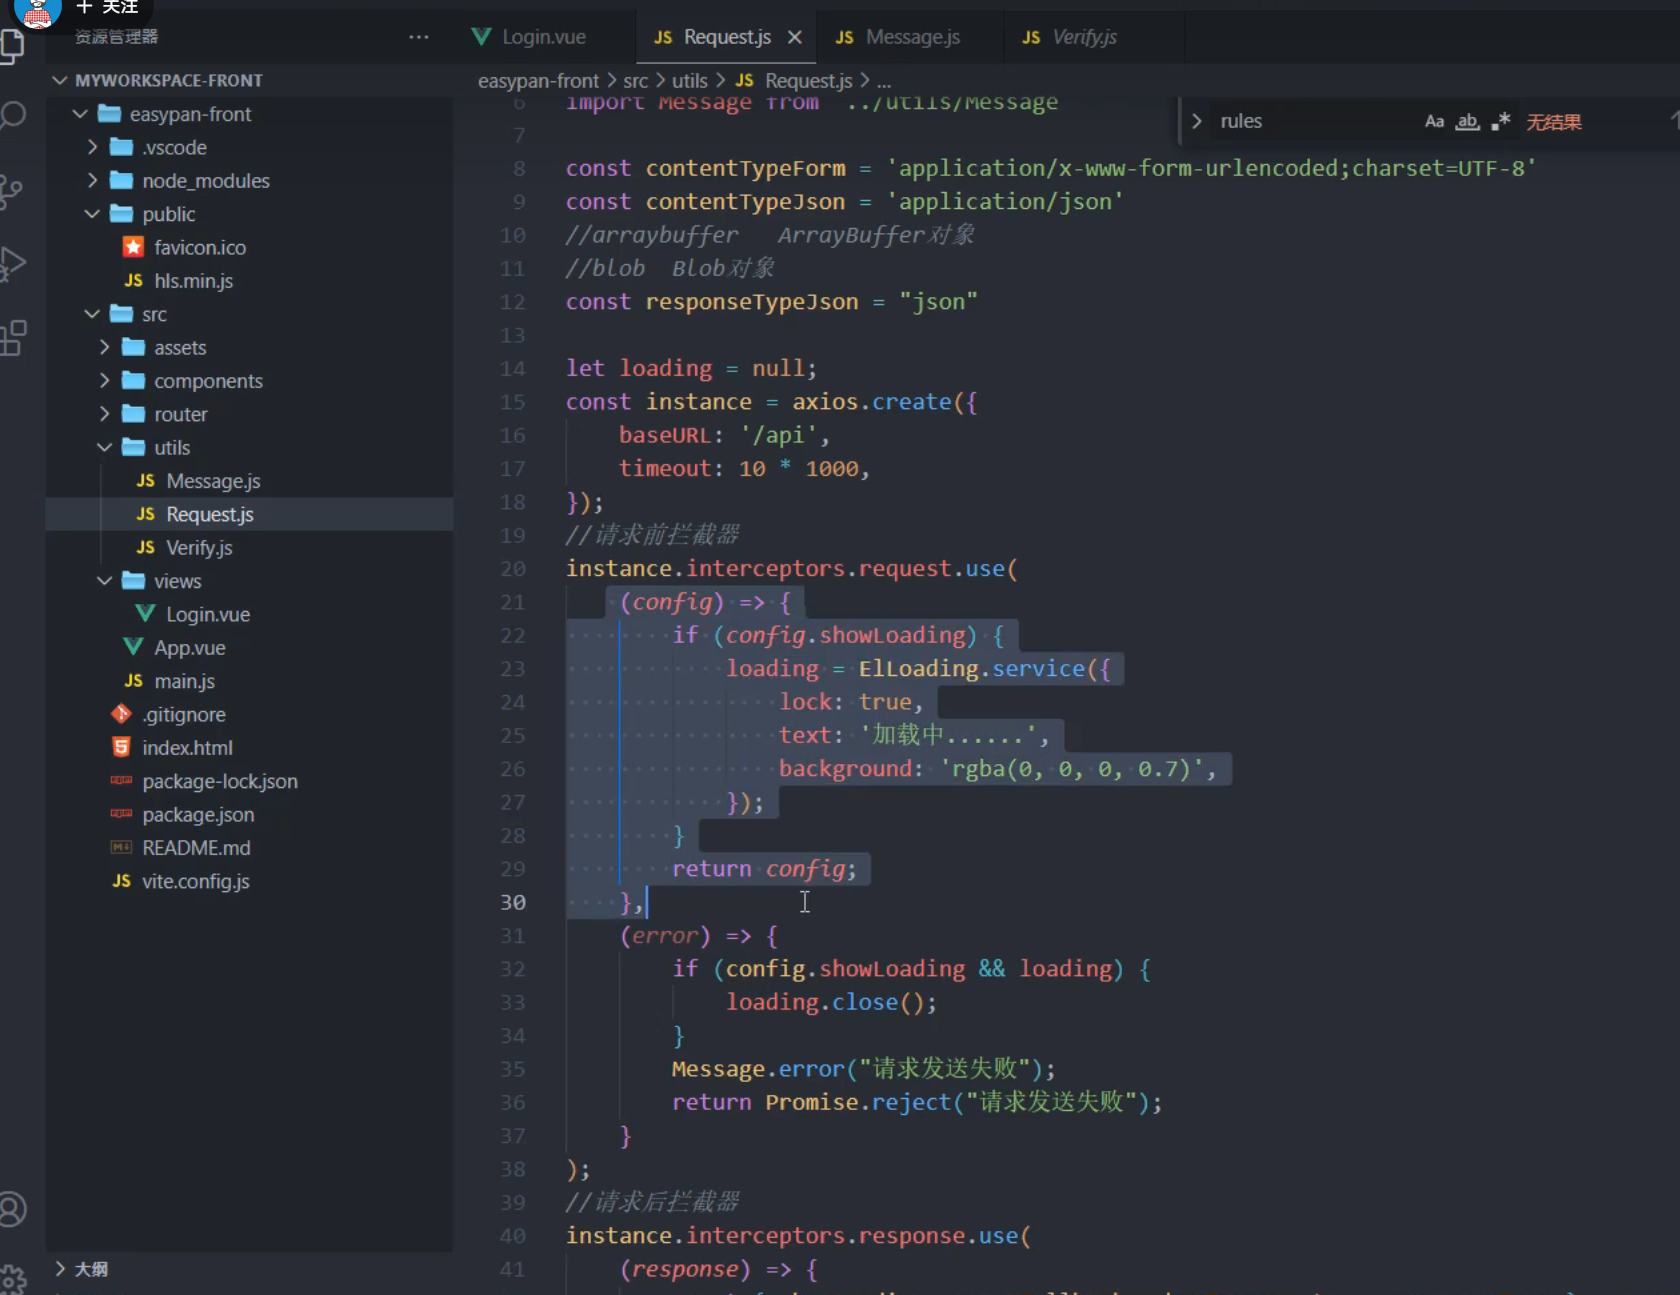 + 关注
资源管理器 ···
Login.vue
JS Request.js ×
JS Message.js
JS Verify.js
MYWORKSPACE-FRONT
easypan-front
.vscode
node_modules
public
favicon.ico
JS hls.min.js
src
assets
components
router
utils
JS Message.js
JS Request.js
JS Verify.js
views
Login.vue
App.vue
JS main.js
.gitignore
index.html
package-lock.json
package.json
README.md
JS vite.config.js
大纲
easypan-front > src > utils > JS Request.js > ...
rules Aa ab .* 无结果
6 import Message from "../utils/Message
7
8 const contentTypeForm = 'application/x-www-form-urlencoded;charset=UTF-8'
9 const contentTypeJson = 'application/json'
10 //arraybuffer ArrayBuffer对象
11 //blob Blob对象
12 const responseTypeJson = "json"
13
14 let loading = null;
15 const instance = axios.create({
16 baseURL: '/api',
17 timeout: 10 * 1000,
18 });
19 //请求前拦截器
20 instance.interceptors.request.use(
21 (config) => {
22 if (config.showLoading) {
23 loading = ElLoading.service({
24 lock: true,
25 text: '加载中......',
26 background: 'rgba(0, 0, 0, 0.7)',
27 });
28 }
29 return config;
30 },
31 (error) => {
32 if (config.showLoading && loading) {
33 loading.close();
34 }
35 Message.error("请求发送失败");
36 return Promise.reject("请求发送失败");
37 }
38 );
39 //请求后拦截器
40 instance.interceptors.response.use(
41 (response) => {